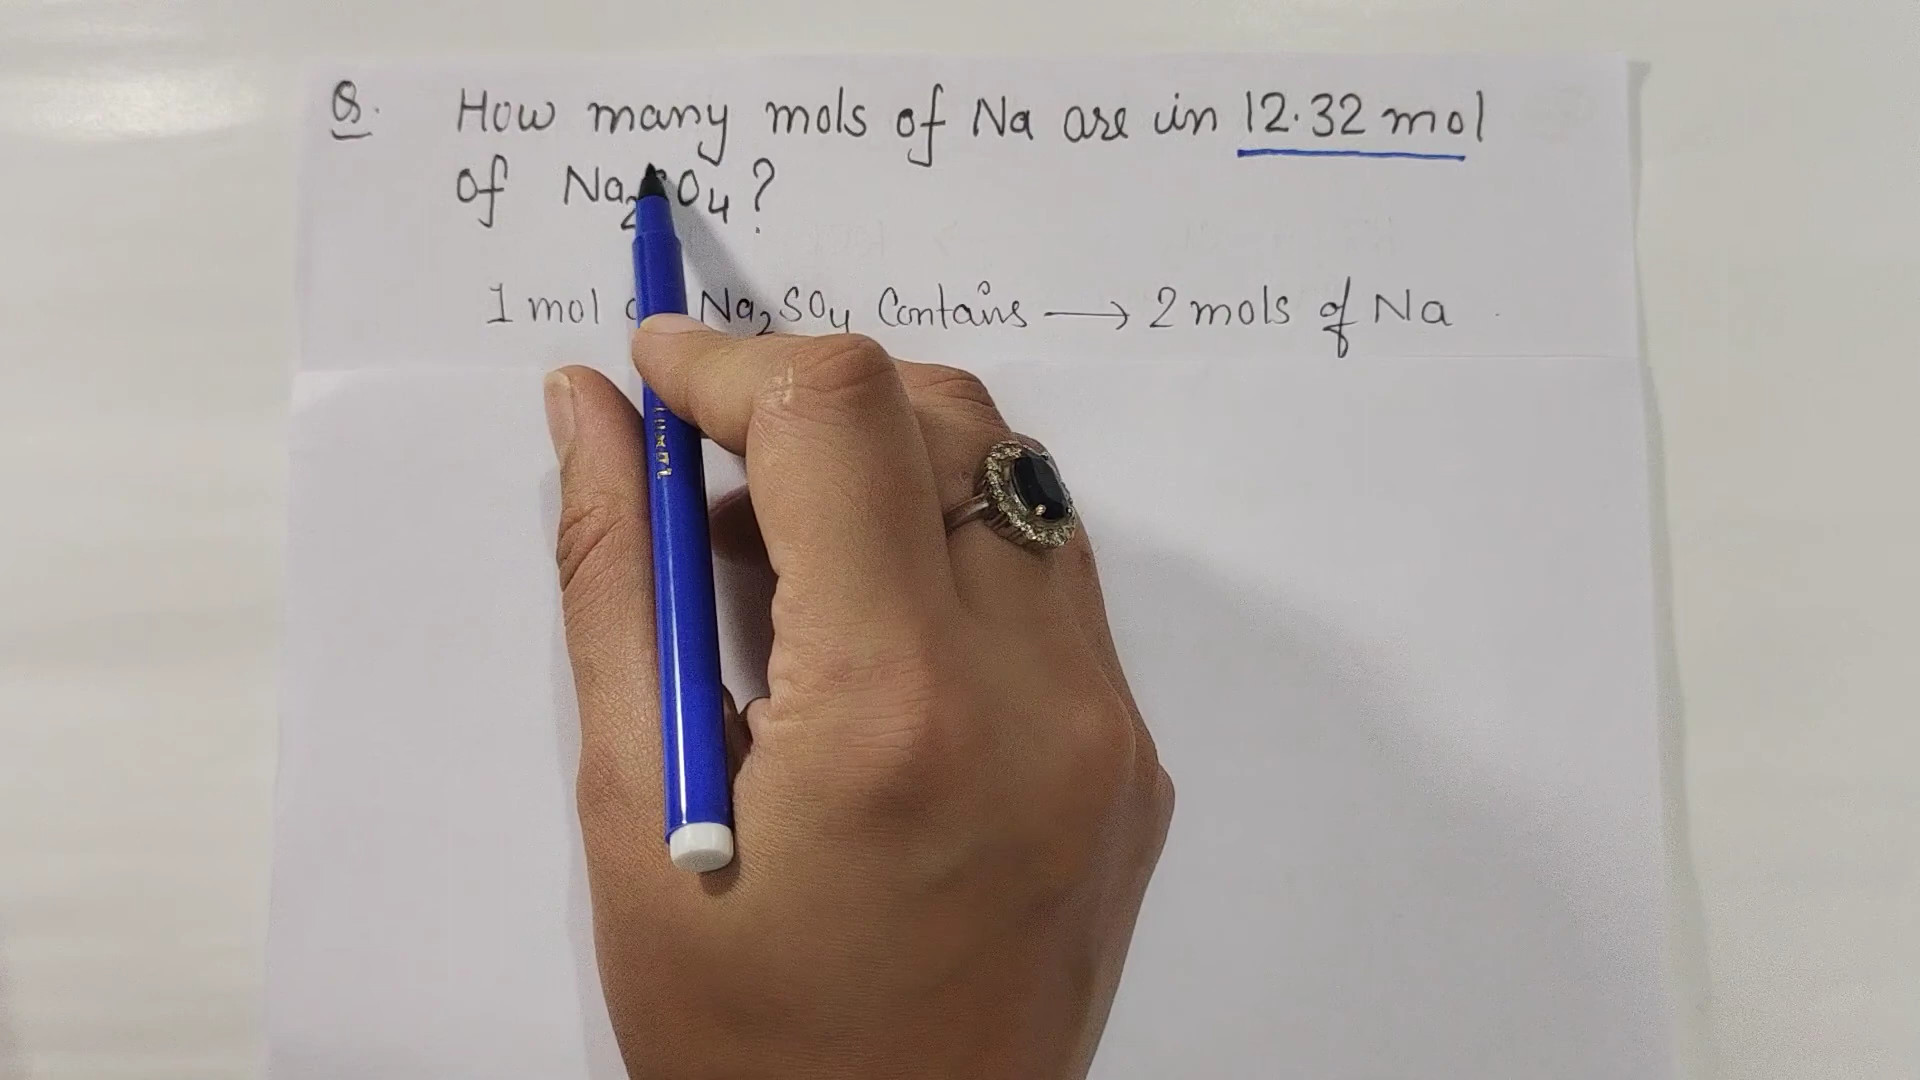 Q. How many mols of Na are in 12.32 mol
of Na₂SO₄?
1 mol Na₂SO₄ Contains → 2 mols of Na